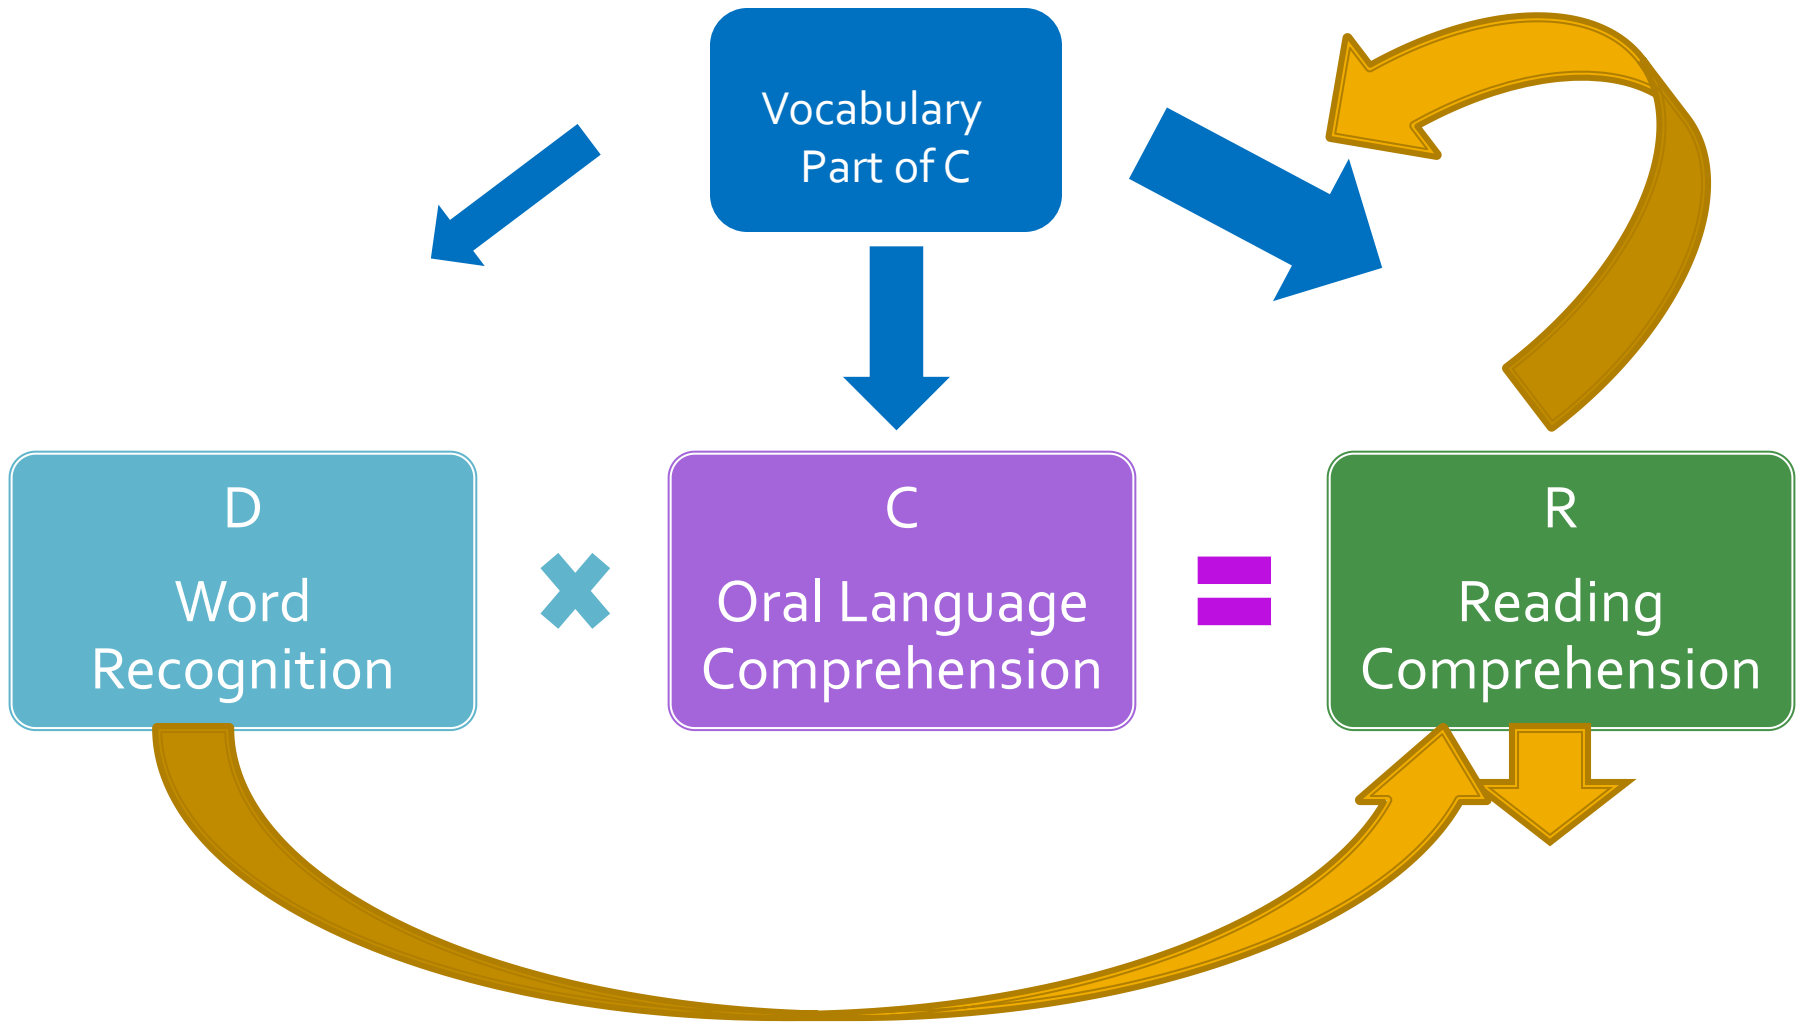 Vocabulary
Part of C
D
Word
Recognition
C
Oral Language
Comprehension
R
Reading
Comprehension